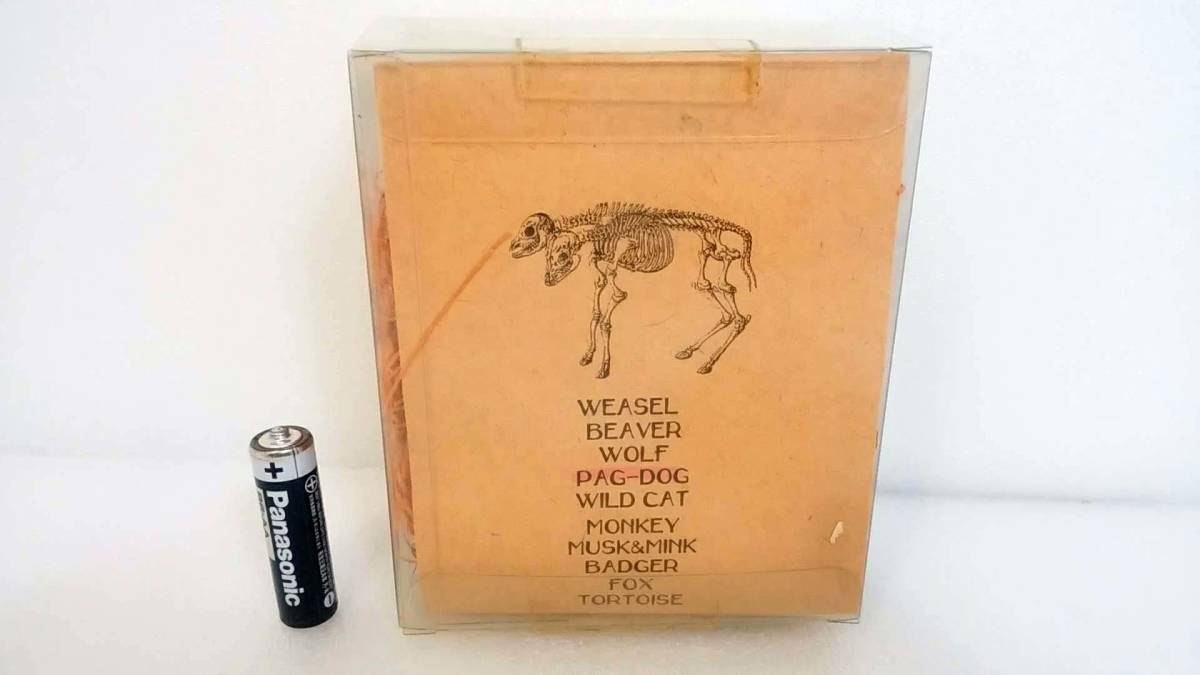 WEASEL
BEAVER
WOLF
PAG-DOG
WILD CAT
MONKEY
MUSK&MINK
BADGER
FOX
TORTOISE
+
Panasonic